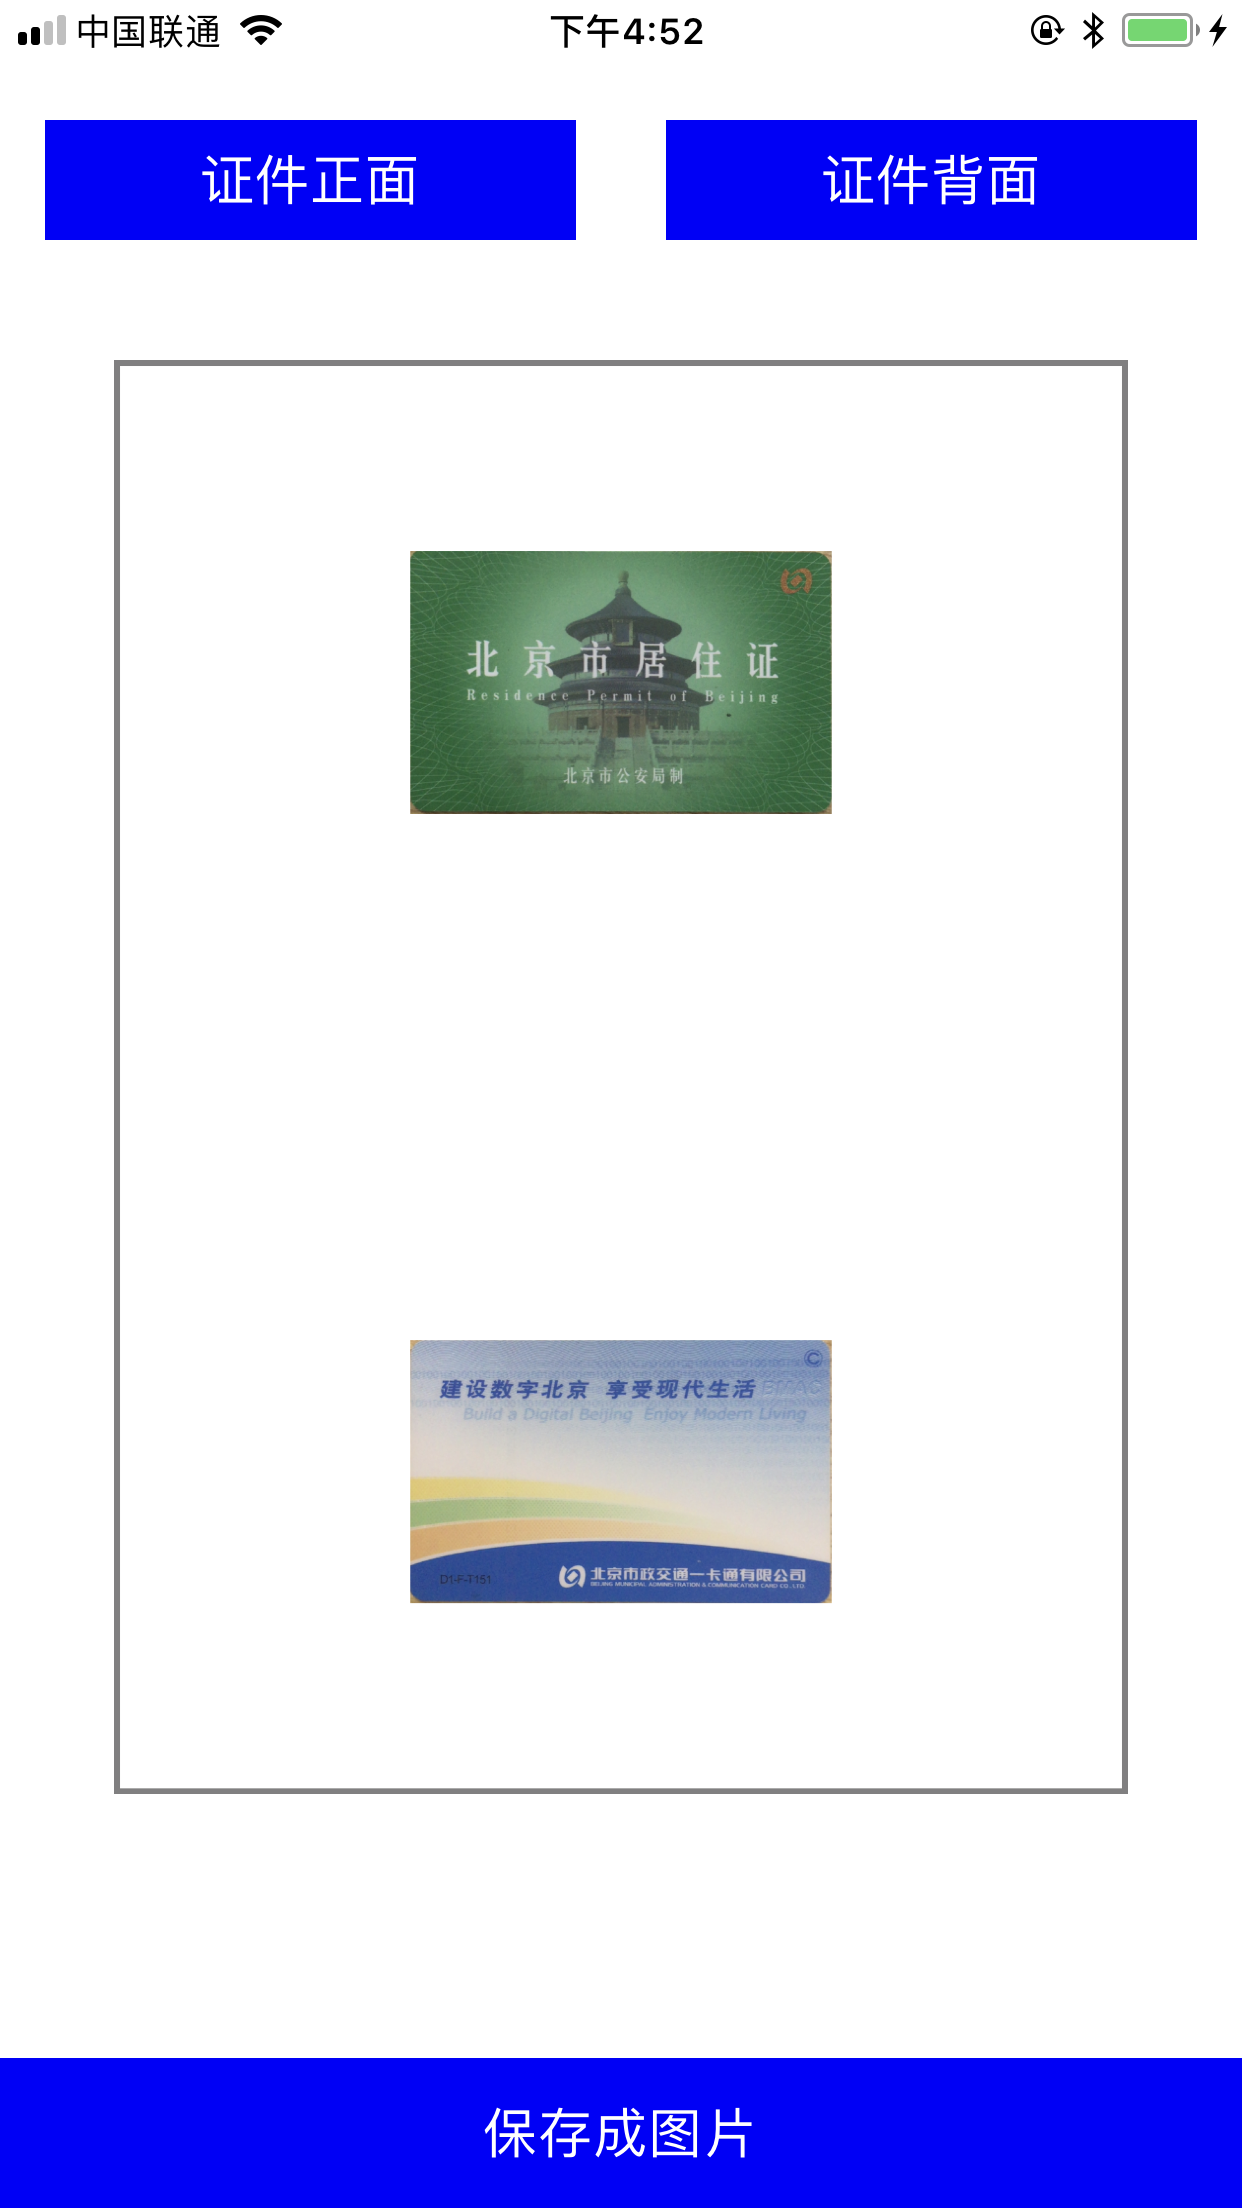 中国联通
下午4:52
证件正面
证件背面
北京市居住证
Residence Permit of Beijing
北京市公安局制
建设数字北京 享受现代生活
Build a Digital Beijing Enjoy Modern Living
D1-F-T151
北京市政交通一卡通有限公司
BEIJING MUNICIPAL ADMINISTRATION & COMMUNICATION CARD CO., LTD
保存成图片